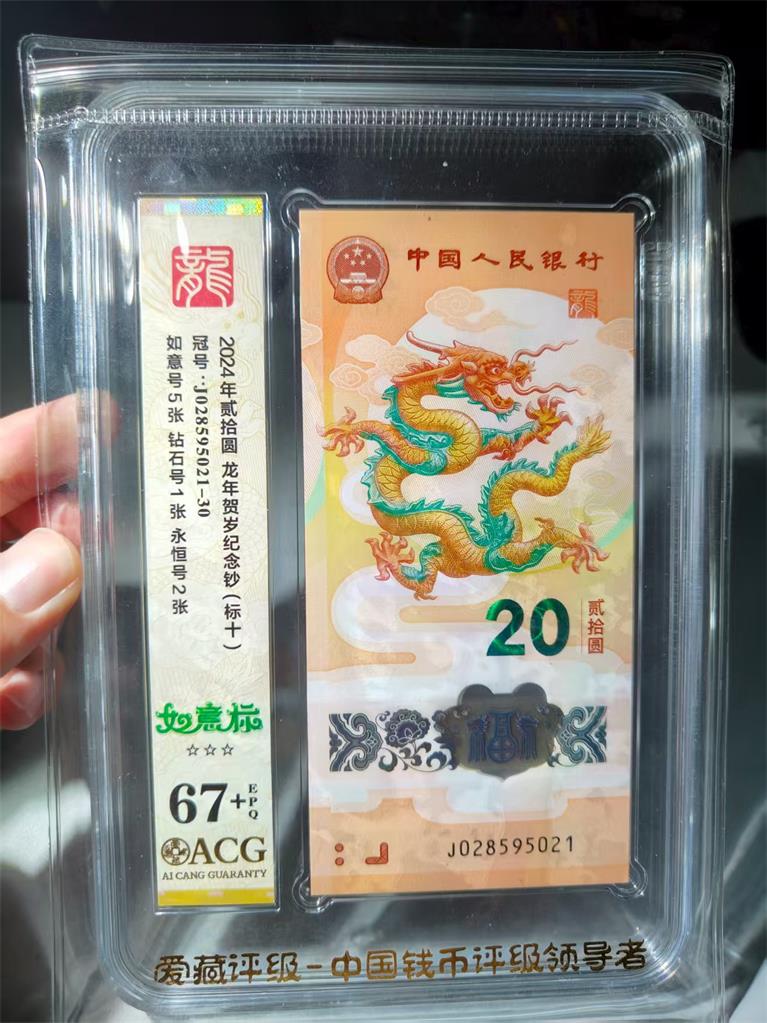 龍
2024年贰拾圆 龙年贺岁纪念钞(标十)
冠号:J028595021-30
如意号5张 钻石号1张 永恒号2张
如意标
☆☆☆
67+EPQ
ACG
AI CANG GUARANTY
中国人民银行
龍
20
贰拾圆
福
J028595021
爱藏评级-中国钱币评级领导者